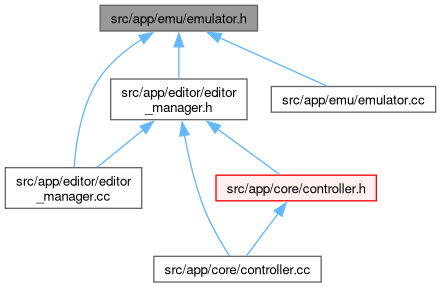 src/app/emu/emulator.h
src/app/editor/editor
_manager.h
src/app/emu/emulator.cc
src/app/editor/editor
_manager.cc
src/app/core/controller.h
src/app/core/controller.cc